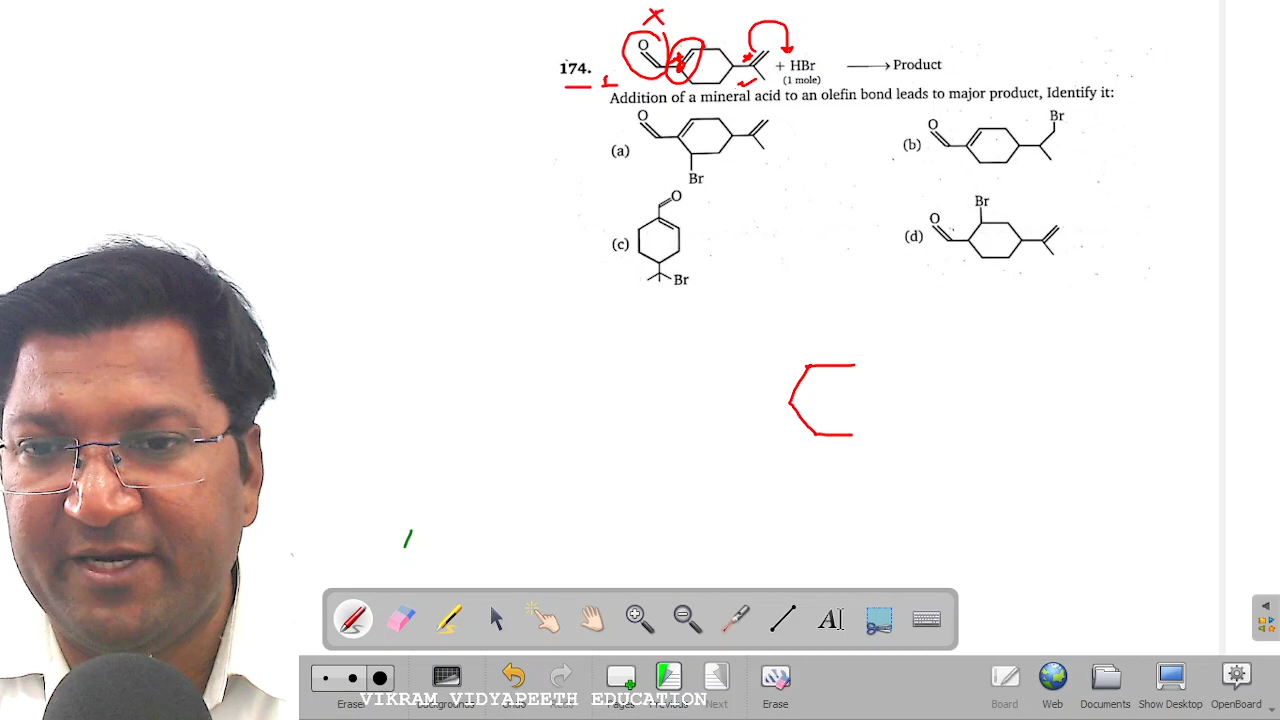 O
174. + HBr ⟶ Product
(1 mole)
Addition of a mineral acid to an olefin bond leads to major product, Identify it:
(a) O Br
(b) O Br
(c) O Br
(d) O Br
Eraser Background Undo Redo Pages Previous Next Erase Board Web Documents Show Desktop OpenBoard
VIKRAM VIDYAPEETH EDUCATION